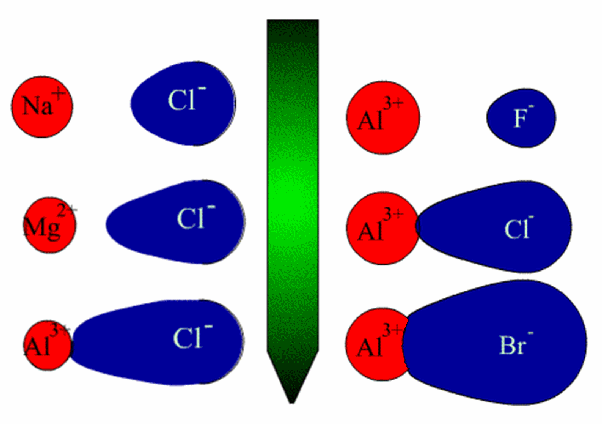 Na+ Cl- Al3+ F-
Mg2+ Cl- Al3+ Cl-
Al3+ Cl- Al3+ Br-